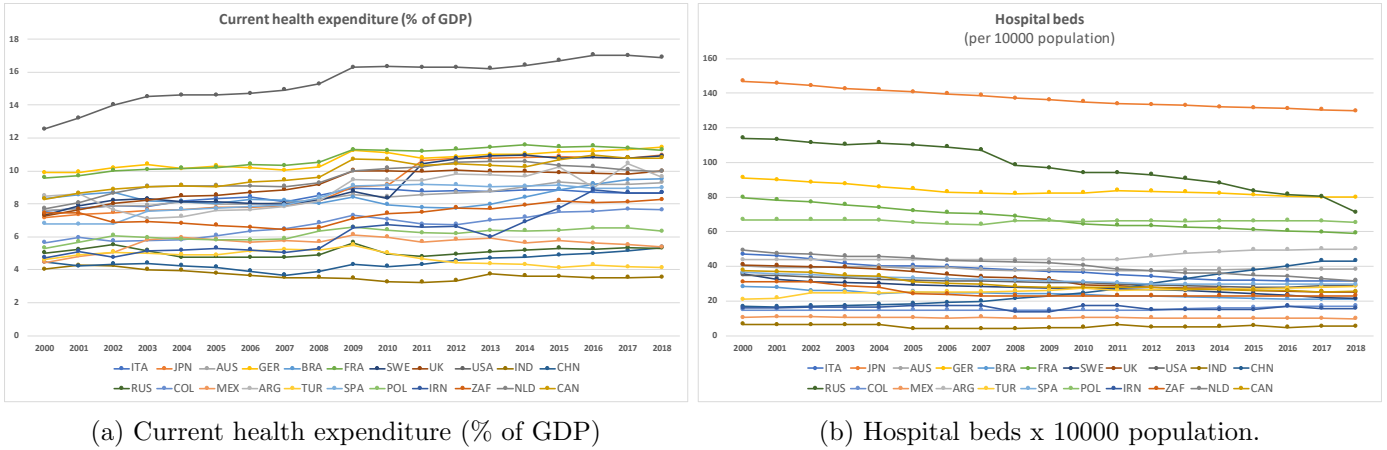 Current health expenditure (% of GDP)
18
16
14
12
10
8
6
4
2
0
2000 2001 2002 2003 2004 2005 2006 2007 2008 2009 2010 2011 2012 2013 2014 2015 2016 2017 2018
ITA JPN AUS GER BRA FRA SWE UK USA IND CHN
RUS COL MEX ARG TUR SPA POL IRN ZAF NLD CAN
(a) Current health expenditure (% of GDP)
Hospital beds
(per 10000 population)
160
140
120
100
80
60
40
20
0
2000 2001 2002 2003 2004 2005 2006 2007 2008 2009 2010 2011 2012 2013 2014 2015 2016 2017 2018
ITA JPN AUS GER BRA FRA SWE UK USA IND CHN
RUS COL MEX ARG TUR SPA POL IRN ZAF NLD CAN
(b) Hospital beds x 10000 population.